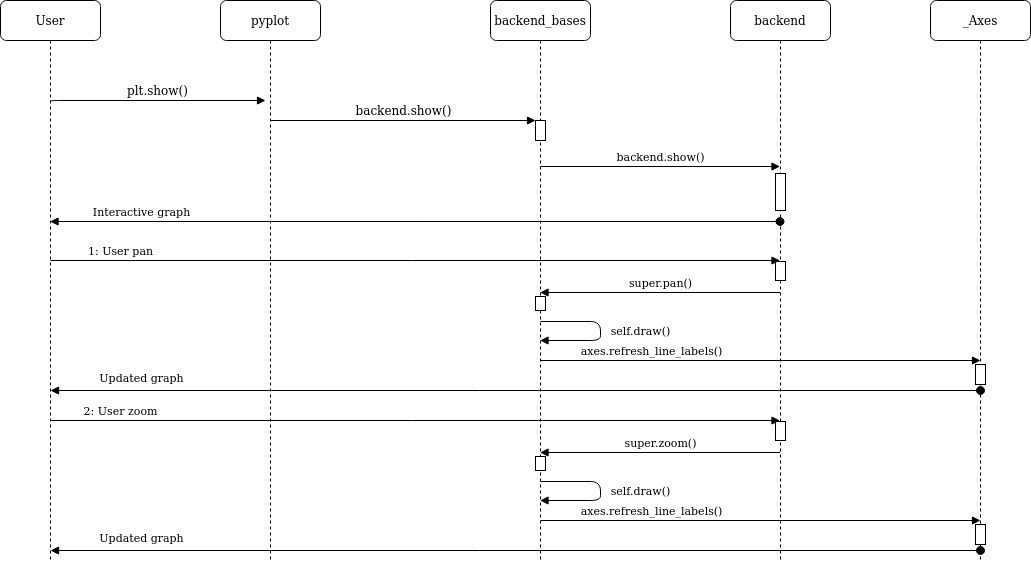 User
pyplot
backend_bases
backend
_Axes
plt.show()
backend.show()
backend.show()
Interactive graph
1: User pan
super.pan()
self.draw()
axes.refresh_line_labels()
Updated graph
2: User zoom
super.zoom()
self.draw()
axes.refresh_line_labels()
Updated graph